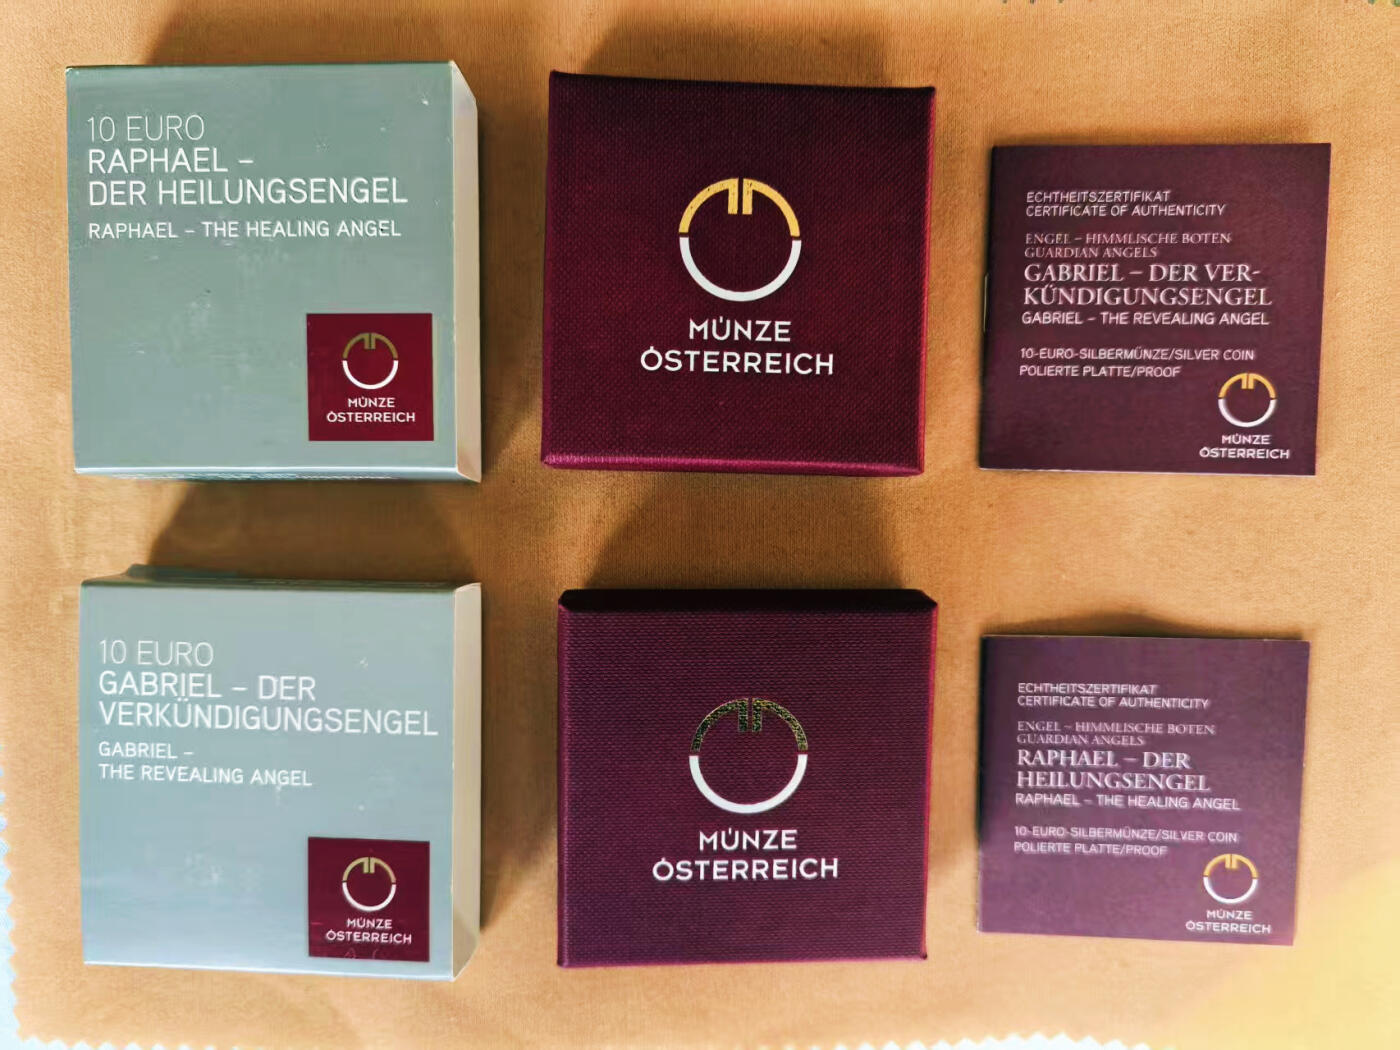 10 EURO
RAPHAEL –
DER HEILUNGSENGEL
RAPHAEL – THE HEALING ANGEL
MÜNZE
ÖSTERREICH
MÜNZE
ÖSTERREICH
ECHTHEITSZERTIFIKAT
CERTIFICATE OF AUTHENTICITY
ENGEL – HIMMLISCHE BOTEN
GUARDIAN ANGELS
GABRIEL – DER VER-
KÜNDIGUNGSENGEL
GABRIEL – THE REVEALING ANGEL
10-EURO-SILBERMÜNZE/SILVER COIN
POLIERTE PLATTE/PROOF
MÜNZE
ÖSTERREICH
10 EURO
GABRIEL – DER
VERKÜNDIGUNGSENGEL
GABRIEL –
THE REVEALING ANGEL
MÜNZE
ÖSTERREICH
MÜNZE
ÖSTERREICH
ECHTHEITSZERTIFIKAT
CERTIFICATE OF AUTHENTICITY
ENGEL – HIMMLISCHE BOTEN
GUARDIAN ANGELS
RAPHAEL – DER
HEILUNGSENGEL
RAPHAEL – THE HEALING ANGEL
10-EURO-SILBERMÜNZE/SILVER COIN
POLIERTE PLATTE/PROOF
MÜNZE
ÖSTERREICH